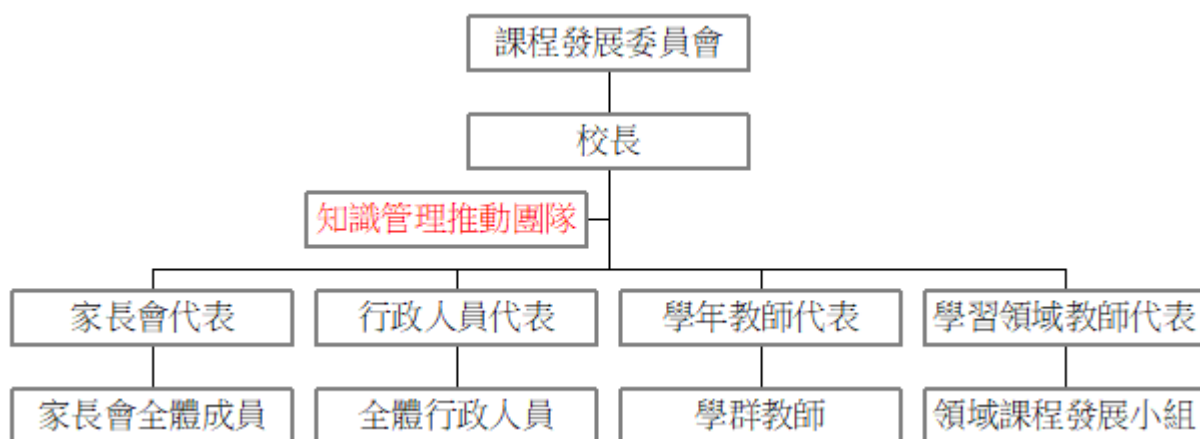 課程發展委員會
校長
知識管理推動團隊
家長會代表
行政人員代表
學年教師代表
學習領域教師代表
家長會全體成員
全體行政人員
學群教師
領域課程發展小組